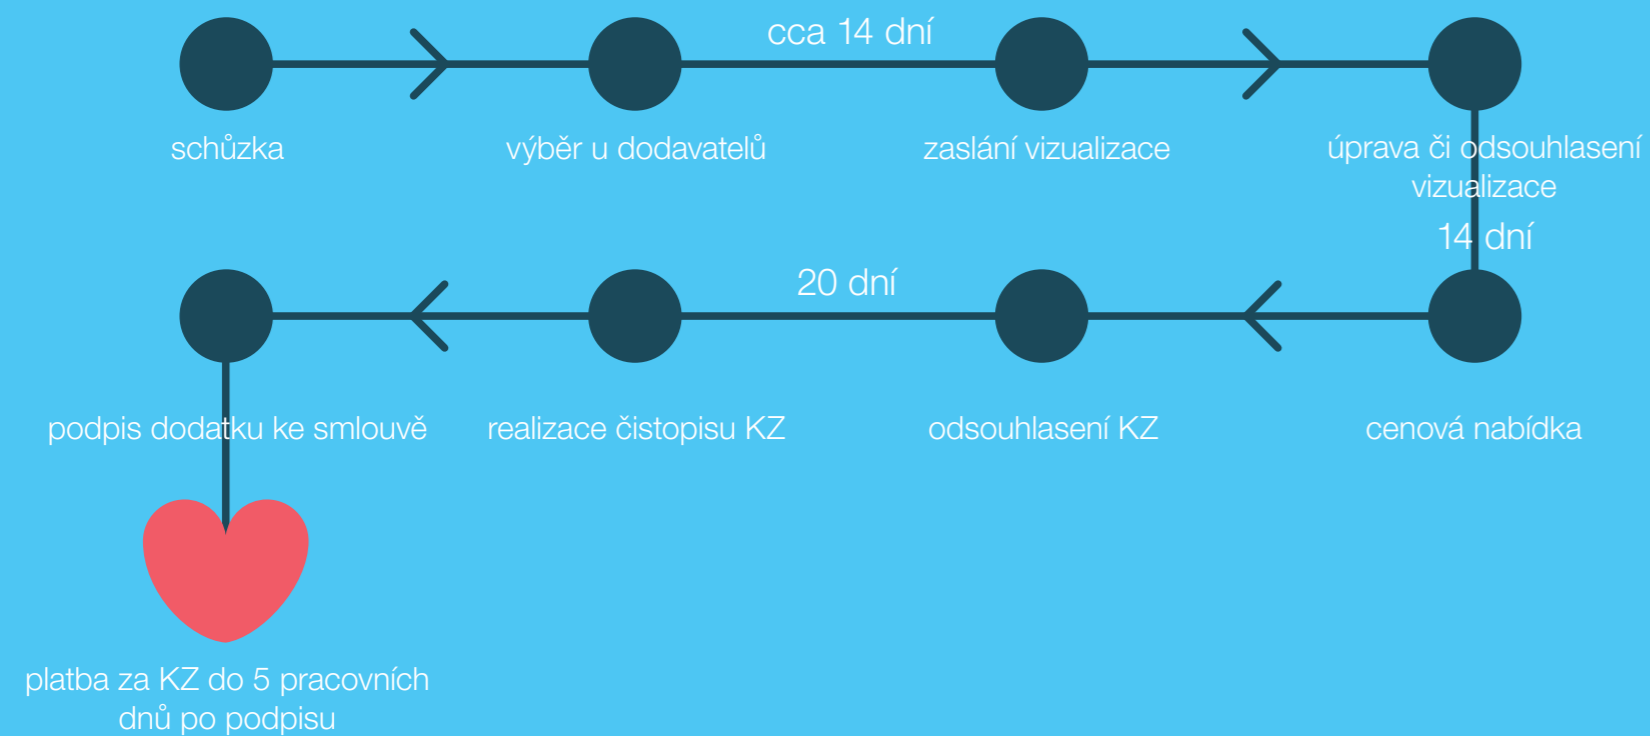 cca 14 dní
schůzka
výběr u dodavatelů
zaslání vizualizace
úprava či odsouhlasení
vizualizace
14 dní
20 dní
podpis dodatku ke smlouvě
realizace čistopisu KZ
odsouhlasení KZ
cenová nabídka
platba za KZ do 5 pracovních
dnů po podpisu